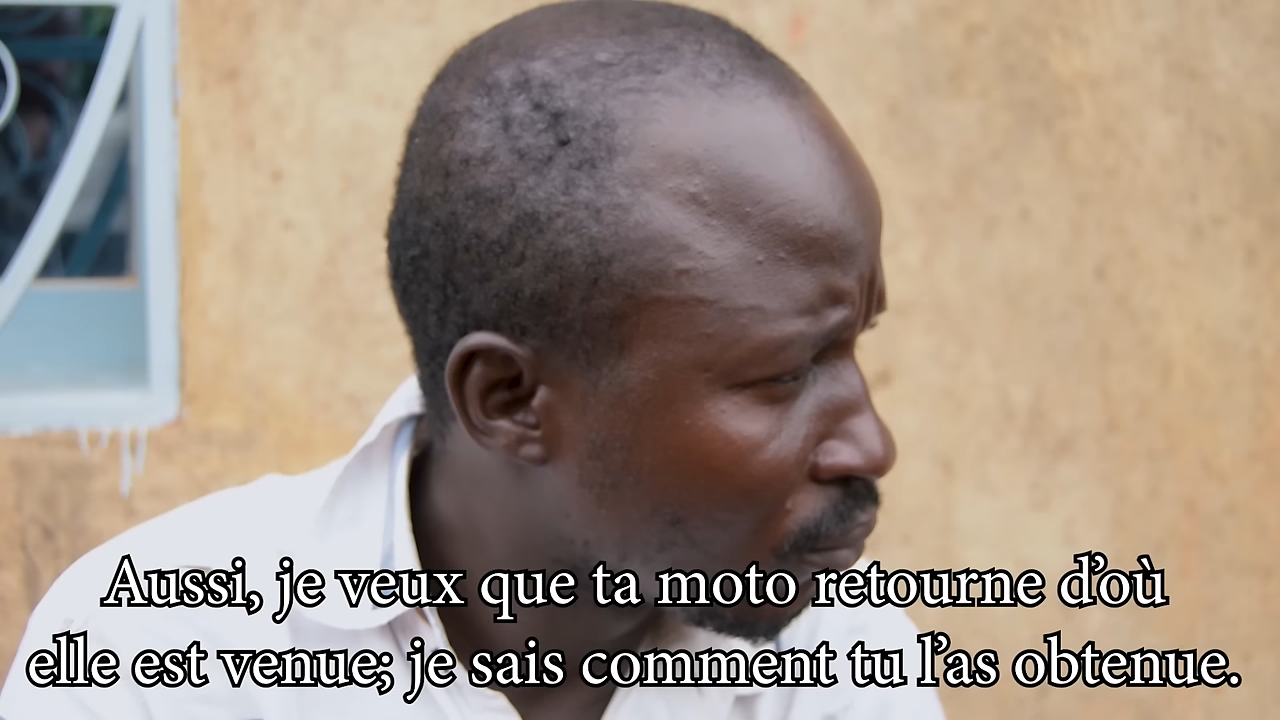 Aussi, je veux que ta moto retourne d’où
elle est venue; je sais comment tu l’as obtenue.